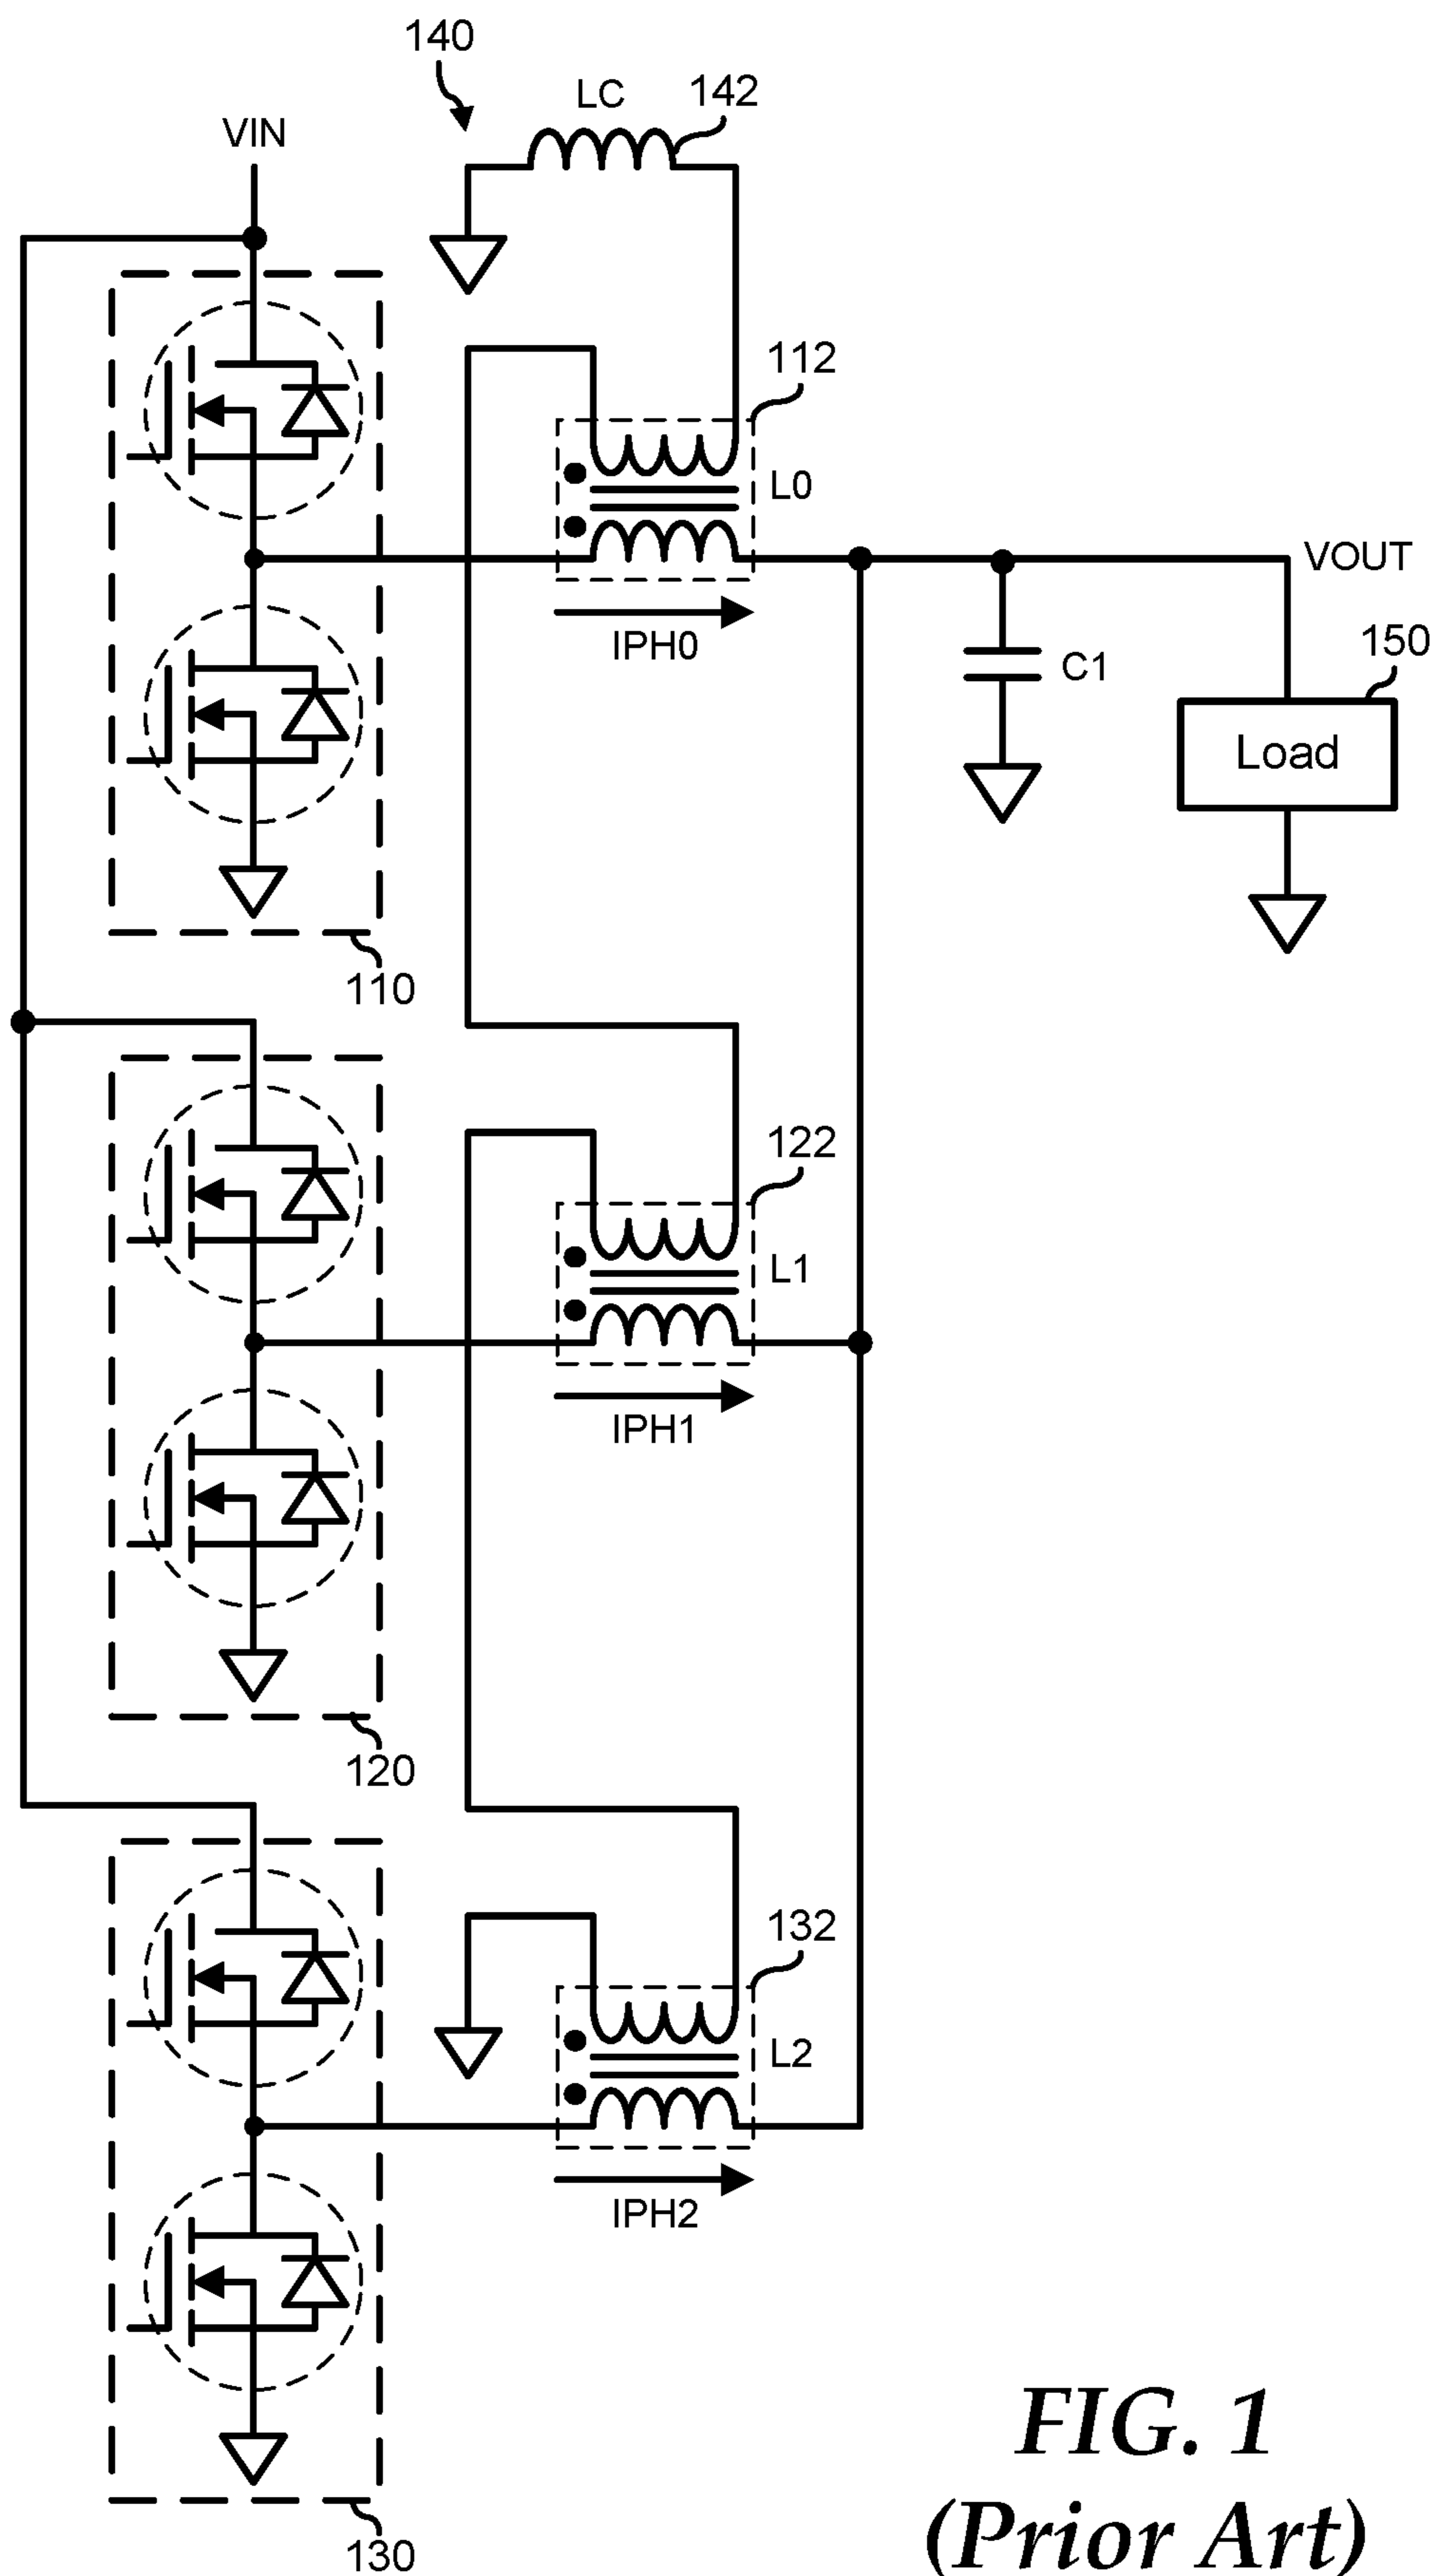 140
LC
142
VIN
112
L0
VOUT
IPH0
150
C1
Load
110
122
L1
IPH1
120
132
L2
IPH2
FIG. 1
(Prior Art)
130